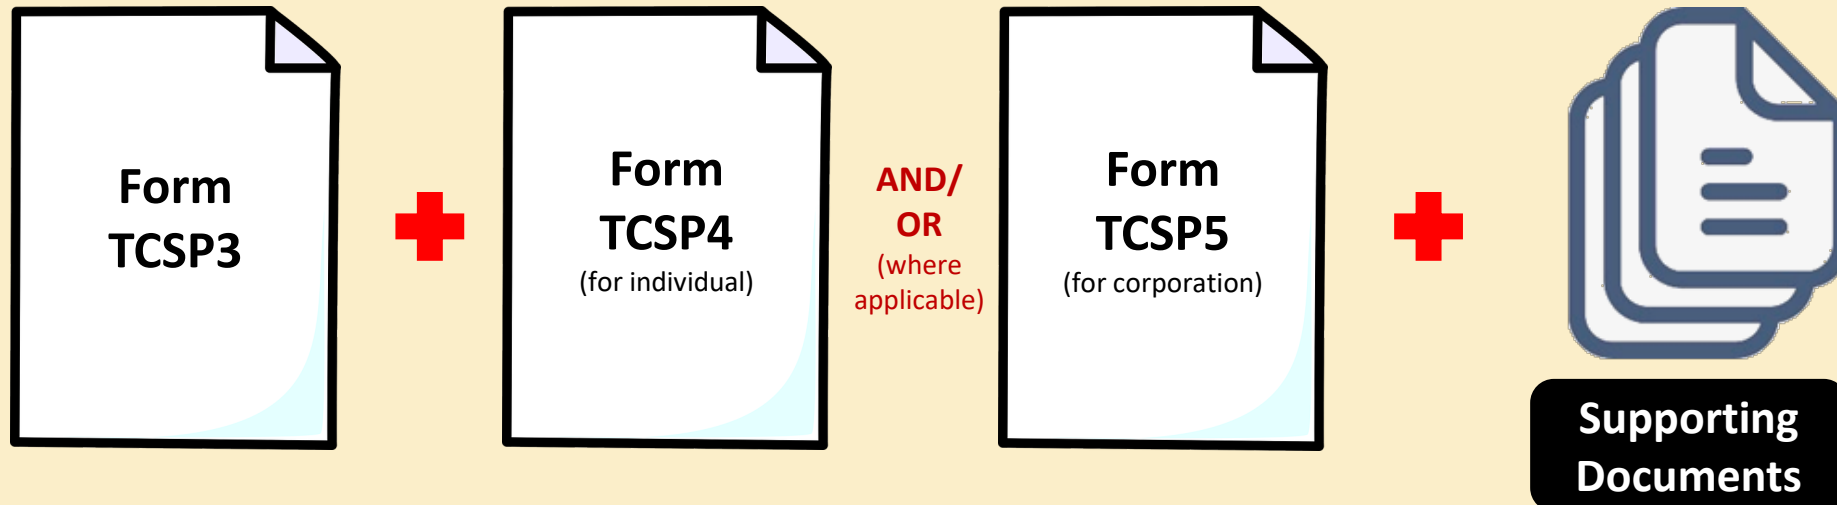 Form
TCSP3
Form
TCSP4
(for individual)
AND/
OR
(where
applicable)
Form
TCSP5
(for corporation)
Supporting
Documents